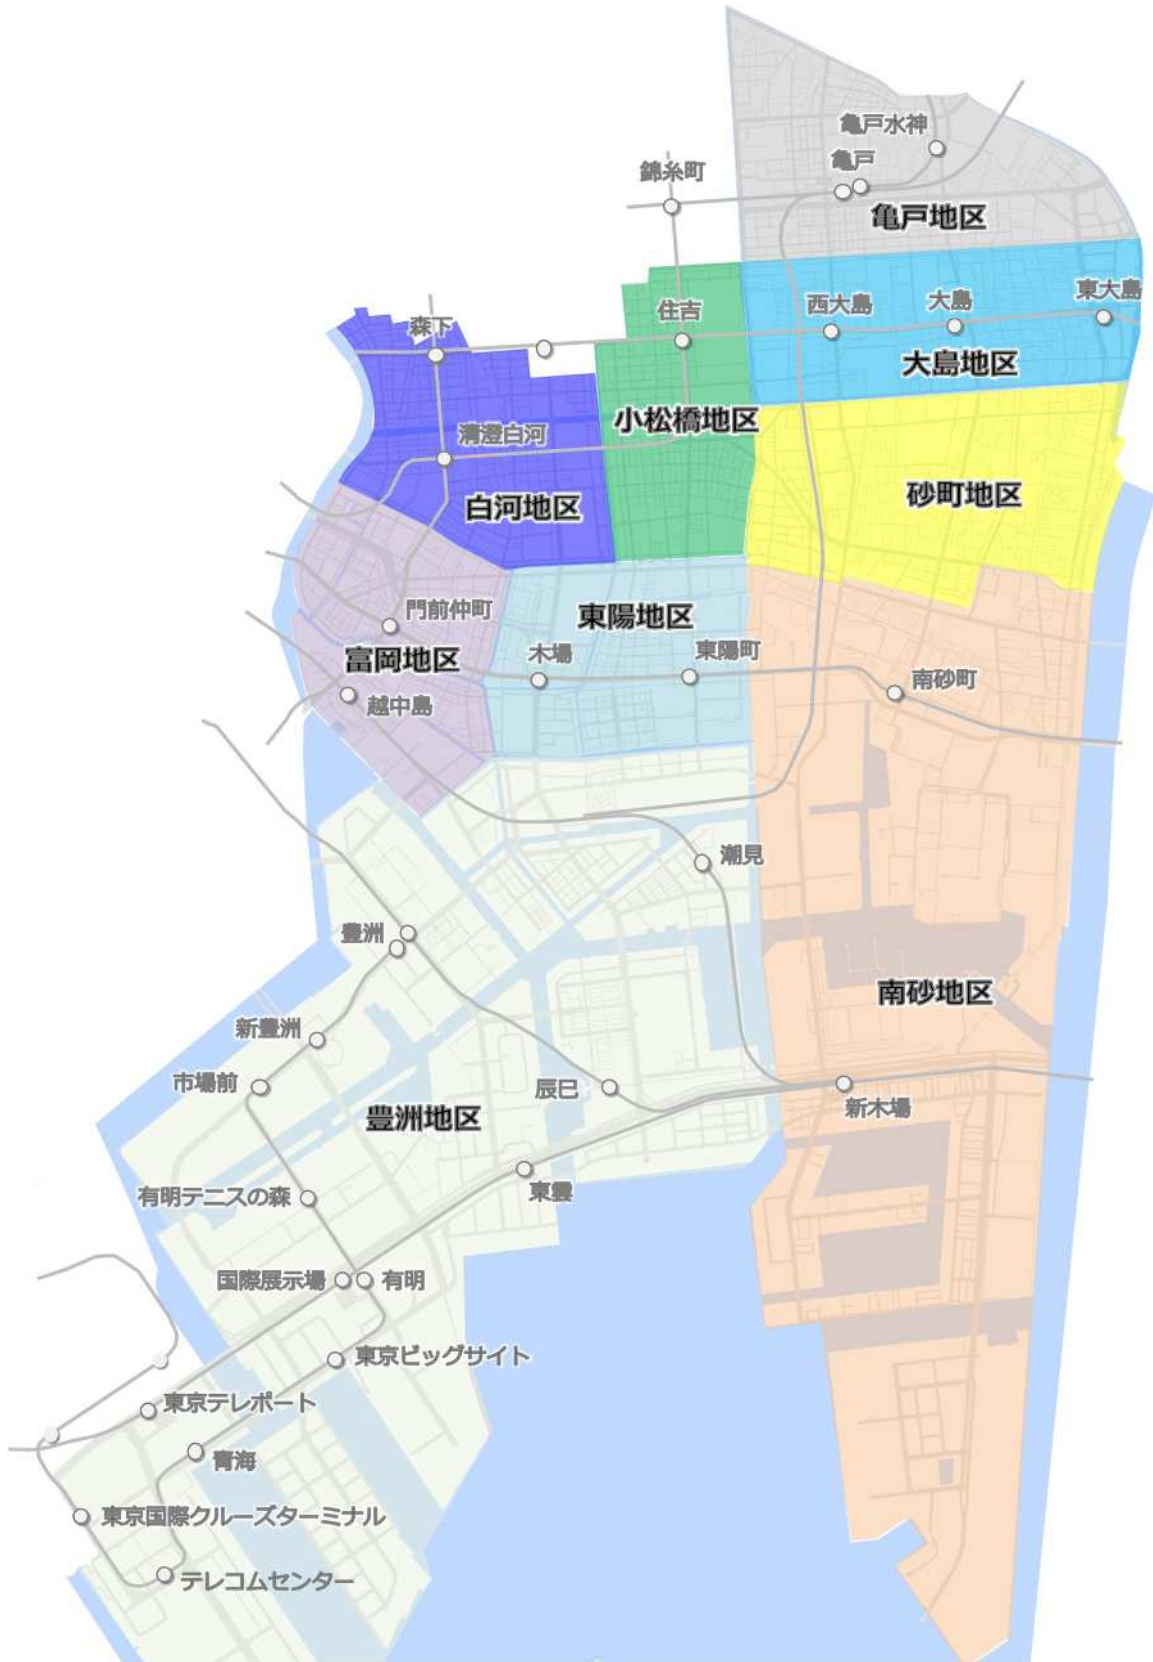 亀戸水神
亀戸
錦糸町
亀戸地区
東大島
大島
西大島
住吉
森下
大島地区
小松橋地区
清澄白河
砂町地区
白河地区
門前仲町
東陽地区
木場
東陽町
富岡地区
南砂町
越中島
潮見
豊洲
南砂地区
新豊洲
市場前
辰巳
新木場
豊洲地区
有明テニスの森
東雲
国際展示場
有明
東京ビッグサイト
東京テレポート
青海
東京国際クルーズターミナル
テレコムセンター